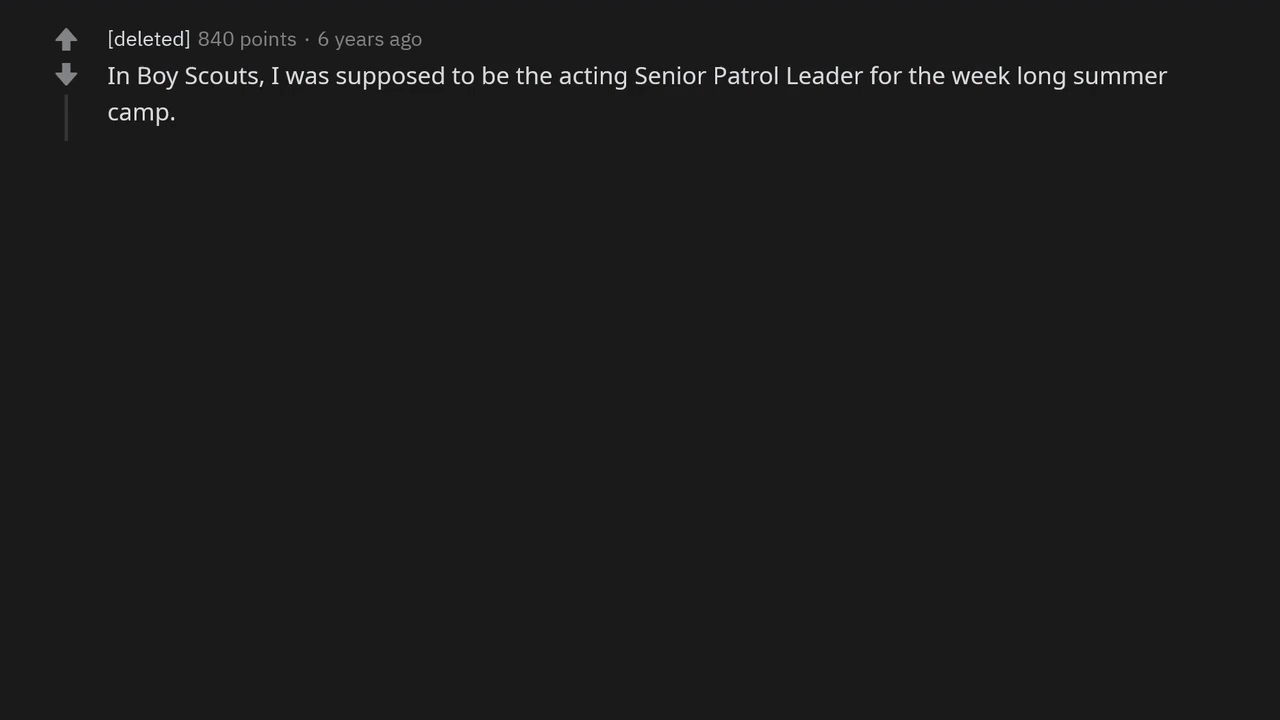 [deleted] 840 points · 6 years ago
In Boy Scouts, I was supposed to be the acting Senior Patrol Leader for the week long summer
camp.